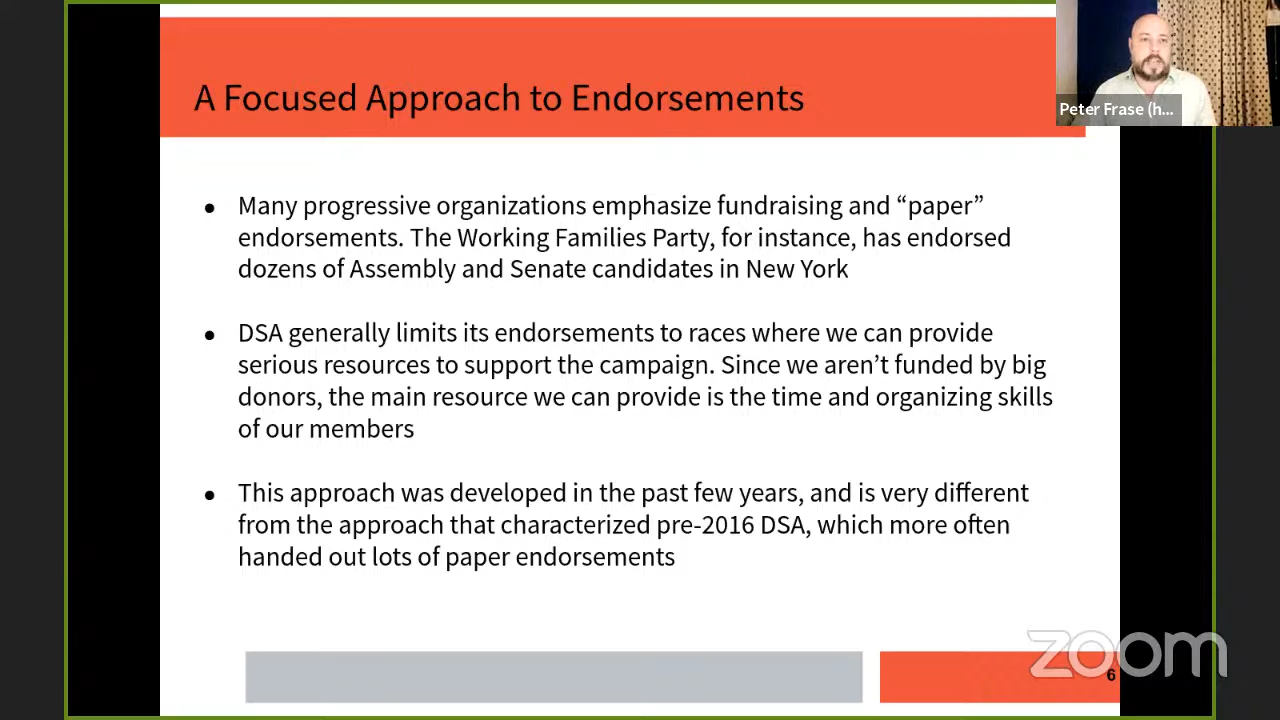 A Focused Approach to Endorsements
Peter Frase (h...
● Many progressive organizations emphasize fundraising and “paper”
endorsements. The Working Families Party, for instance, has endorsed
dozens of Assembly and Senate candidates in New York
● DSA generally limits its endorsements to races where we can provide
serious resources to support the campaign. Since we aren’t funded by big
donors, the main resource we can provide is the time and organizing skills
of our members
● This approach was developed in the past few years, and is very different
from the approach that characterized pre-2016 DSA, which more often
handed out lots of paper endorsements
zoom
6